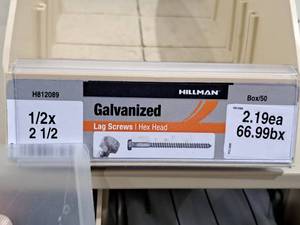 H812089
1/2x
2 1/2
HILLMAN
Galvanized
Lag Screws | Hex Head
Box/50
2.19ea
66.99bx